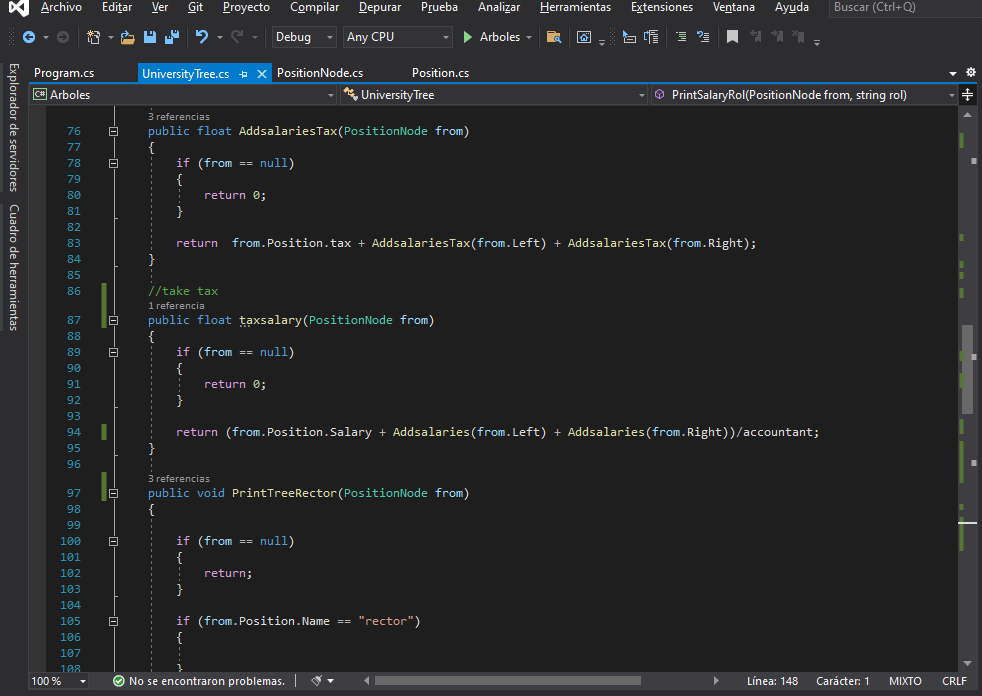 Archivo Editar Ver Git Proyecto Compilar Depurar Prueba Analizar Herramientas Extensiones Ventana Ayuda Buscar (Ctrl+Q)
Debug Any CPU Arboles
Program.cs UniversityTree.cs PositionNode.cs Position.cs
C# Arboles UniversityTree PrintSalaryRol(PositionNode from, string rol)
Explorador de servidores
Cuadro de herramientas
3 referencias
76 public float AddsalariesTax(PositionNode from)
77 {
78 if (from == null)
79 {
80 return 0;
81 }
82
83 return  from.Position.tax + AddsalariesTax(from.Left) + AddsalariesTax(from.Right);
84 }
85
86 //take tax
1 referencia
87 public float taxsalary(PositionNode from)
88 {
89 if (from == null)
90 {
91 return 0;
92 }
93
94 return (from.Position.Salary + Addsalaries(from.Left) + Addsalaries(from.Right))/accountant;
95 }
96
3 referencias
97 public void PrintTreeRector(PositionNode from)
98 {
99
100 if (from == null)
101 {
102 return;
103 }
104
105 if (from.Position.Name == "rector")
106 {
107
108 }
100 % No se encontraron problemas. Línea: 148 Carácter: 1 MIXTO CRLF